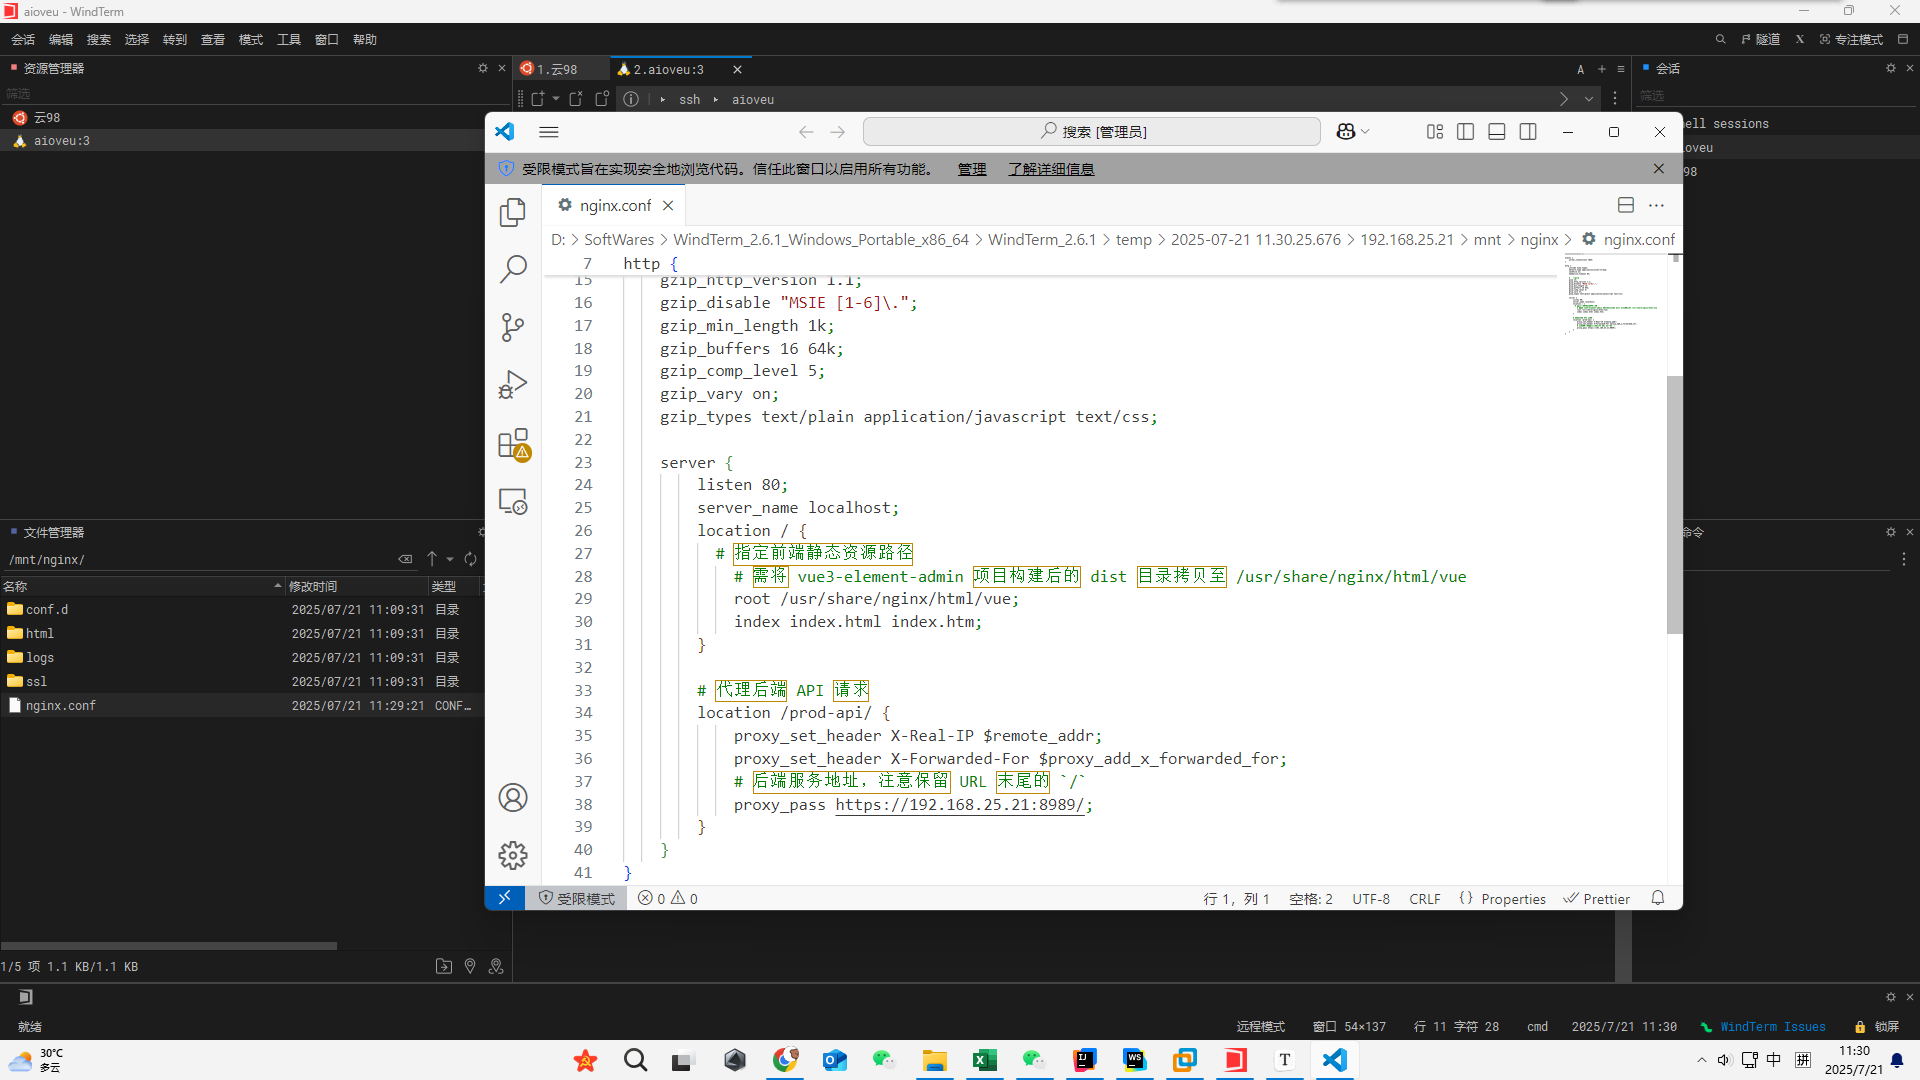 aioveu - WindTerm
会话 编辑 搜索 选择 转到 查看 模式 工具 窗口 帮助
隧道 X 专注模式
资源管理器
筛选
云98
aioveu:3
1.云98
2.aioveu:3
A
ssh
aioveu
会话
筛选
ell sessions
oveu
98
搜索 [管理员]
受限模式旨在实现安全地浏览代码。信任此窗口以启用所有功能。 管理 了解详细信息
nginx.conf
D: > SoftWares > WindTerm_2.6.1_Windows_Portable_x86_64 > WindTerm_2.6.1 > temp > 2025-07-21 11.30.25.676 > 192.168.25.21 > mnt > nginx > nginx.conf
7 http {
15 gzip_http_version 1.1;
16 gzip_disable "MSIE [1-6]\.";
17 gzip_min_length 1k;
18 gzip_buffers 16 64k;
19 gzip_comp_level 5;
20 gzip_vary on;
21 gzip_types text/plain application/javascript text/css;
22
23 server {
24 listen 80;
25 server_name localhost;
26 location / {
27 # 指定前端静态资源路径
28 # 需将 vue3-element-admin 项目构建后的 dist 目录拷贝至 /usr/share/nginx/html/vue
29 root /usr/share/nginx/html/vue;
30 index index.html index.htm;
31 }
32
33 # 代理后端 API 请求
34 location /prod-api/ {
35 proxy_set_header X-Real-IP $remote_addr;
36 proxy_set_header X-Forwarded-For $proxy_add_x_forwarded_for;
37 # 后端服务地址，注意保留 URL 末尾的 `/`
38 proxy_pass https://192.168.25.21:8989/;
39 }
40 }
41 }
受限模式 0 0 行 1，列 1 空格: 2 UTF-8 CRLF {} Properties Prettier
文件管理器
/mnt/nginx/
名称 修改时间 类型
conf.d 2025/07/21 11:09:31 目录
html 2025/07/21 11:09:31 目录
logs 2025/07/21 11:09:31 目录
ssl 2025/07/21 11:09:31 目录
nginx.conf 2025/07/21 11:29:21 CONF…
1/5 项 1.1 KB/1.1 KB
命令
就绪
远程模式 窗口 54×137 行 11 字符 28 cmd 2025/7/21 11:30 WindTerm Issues 锁屏
30°C
多云
中 拼
11:30
2025/7/21